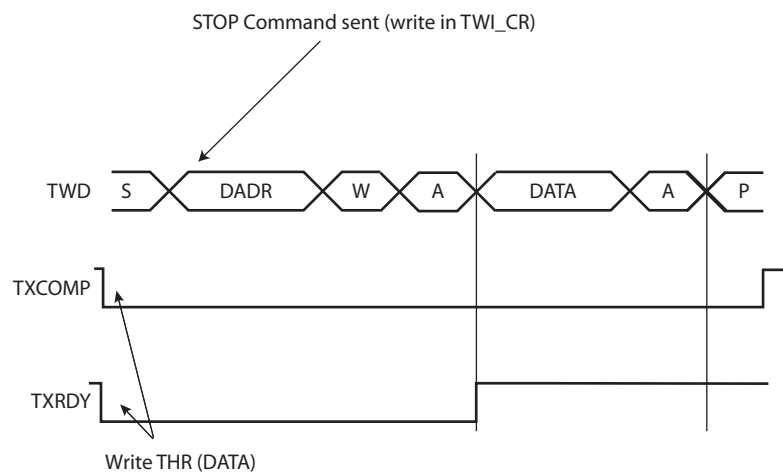 STOP Command sent (write in TWI_CR)
TWD S DADR W A DATA A P
TXCOMP
TXRDY
Write THR (DATA)